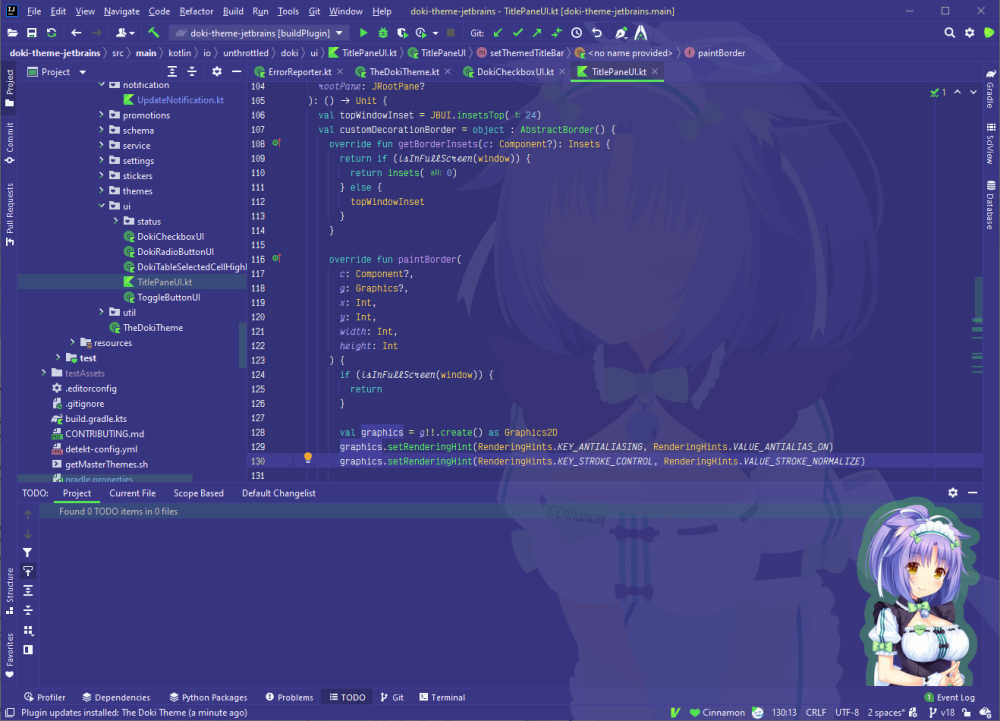 File Edit View Navigate Code Refactor Build Run Tools Git Window Help doki-theme-jetbrains - TitlePaneUI.kt [doki-theme-jetbrains.main]
doki-theme-jetbrains [buildPlugin] Git:
doki-theme-jetbrains src main kotlin io unthrottled doki ui TitlePaneUI.kt TitlePaneUI setThemedTitleBar <no name provided> paintBorder
Project
ErrorReporter.kt TheDokiTheme.kt DokiCheckboxUI.kt TitlePaneUI.kt
Project
Commit
Pull Requests
Structure
Favorites
notification
UpdateNotification.kt
promotions
schema
service
settings
stickers
themes
ui
status
DokiCheckboxUI
DokiRadioButtonUI
DokiTableSelectedCellHighl
TitlePaneUI.kt
ToggleButtonUI
util
TheDokiTheme
resources
test
testAssets
.editorconfig
.gitignore
build.gradle.kts
CONTRIBUTING.md
detekt-config.yml
getMasterThemes.sh
gradle.properties
104 rootPane: JRootPane?
105 ): () → Unit {
106 val topWindowInset = JBUI.insetsTop( t: 24)
107 val customDecorationBorder = object : AbstractBorder() {
108 override fun getBorderInsets(c: Component?): Insets {
109 return if (isInFullScreen(window)) {
110 return insets( all: 0)
111 } else {
112 topWindowInset
113 }
114 }
115
116 override fun paintBorder(
117 c: Component?,
118 g: Graphics?,
119 x: Int,
120 y: Int,
121 width: Int,
122 height: Int
123 ) {
124 if (isInFullScreen(window)) {
125 return
126 }
127
128 val graphics = g!!.create() as Graphics2D
129 graphics.setRenderingHint(RenderingHints.KEY_ANTIALIASING, RenderingHints.VALUE_ANTIALIAS_ON)
130 graphics.setRenderingHint(RenderingHints.KEY_STROKE_CONTROL, RenderingHints.VALUE_STROKE_NORMALIZE)
131
1
Gradle
SciView
Database
TODO: Project Current File Scope Based Default Changelist
Found 0 TODO items in 0 files
Cinnamon
Profiler Dependencies Python Packages Problems TODO Git Terminal 1 Event Log
Plugin updates installed: The Doki Theme (a minute ago) Cinnamon 130:13 CRLF UTF-8 2 spaces* v18